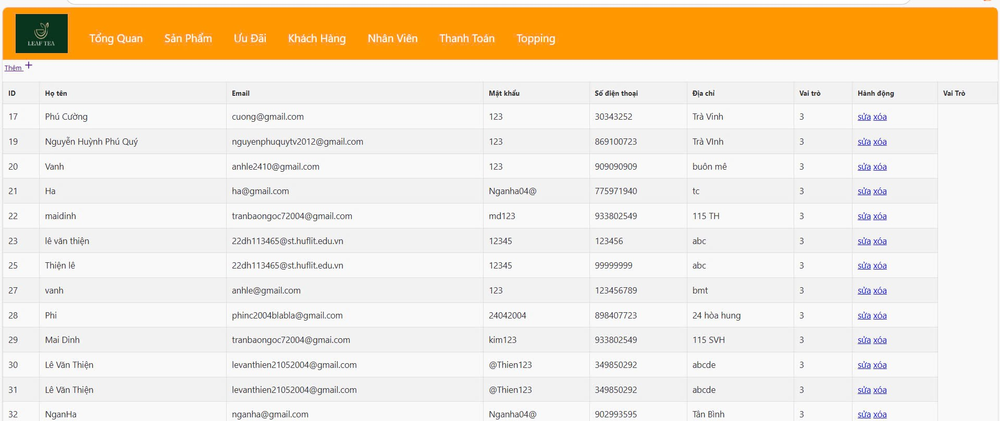 LEAF TEA
Tổng Quan Sản Phẩm Ưu Đãi Khách Hàng Nhân Viên Thanh Toán Topping
Thêm +
ID Họ tên Email Mật khẩu Số điện thoại Địa chỉ Vai trò Hành động Vai Trò
17 Phú Cường cuong@gmail.com 123 30343252 Trà Vinh 3 sửa xóa
19 Nguyễn Huỳnh Phú Quý nguyenphuquytv2012@gmail.com 123 869100723 Trà VInh 3 sửa xóa
20 Vanh anhle2410@gmail.com 123 909090909 buôn mê 3 sửa xóa
21 Ha ha@gmail.com Nganha04@ 775971940 tc 3 sửa xóa
22 maidinh tranbaongoc72004@gmail.com md123 933802549 115 TH 3 sửa xóa
23 lê văn thiện 22dh113465@st.huflit.edu.vn 12345 123456 abc 3 sửa xóa
25 Thiện lê 22dh113465@st.huflit.edu.vn 12345 99999999 abc 3 sửa xóa
27 vanh anhle@gmail.com 123 123456789 bmt 3 sửa xóa
28 Phi phinc2004blabla@gmail.com 24042004 898407723 24 hòa hung 3 sửa xóa
29 Mai Dinh tranbaongoc72004@gmai.com kim123 933802549 115 SVH 3 sửa xóa
30 Lê Văn Thiện levanthien21052004@gmail.com @Thien123 349850292 abcde 3 sửa xóa
31 Lê Văn Thiện levanthien21052004@gmail.com @Thien123 349850292 abcde 3 sửa xóa
32 NganHa nganha@gmail.com Nganha04@ 902993595 Tân Bình 3 sửa xóa